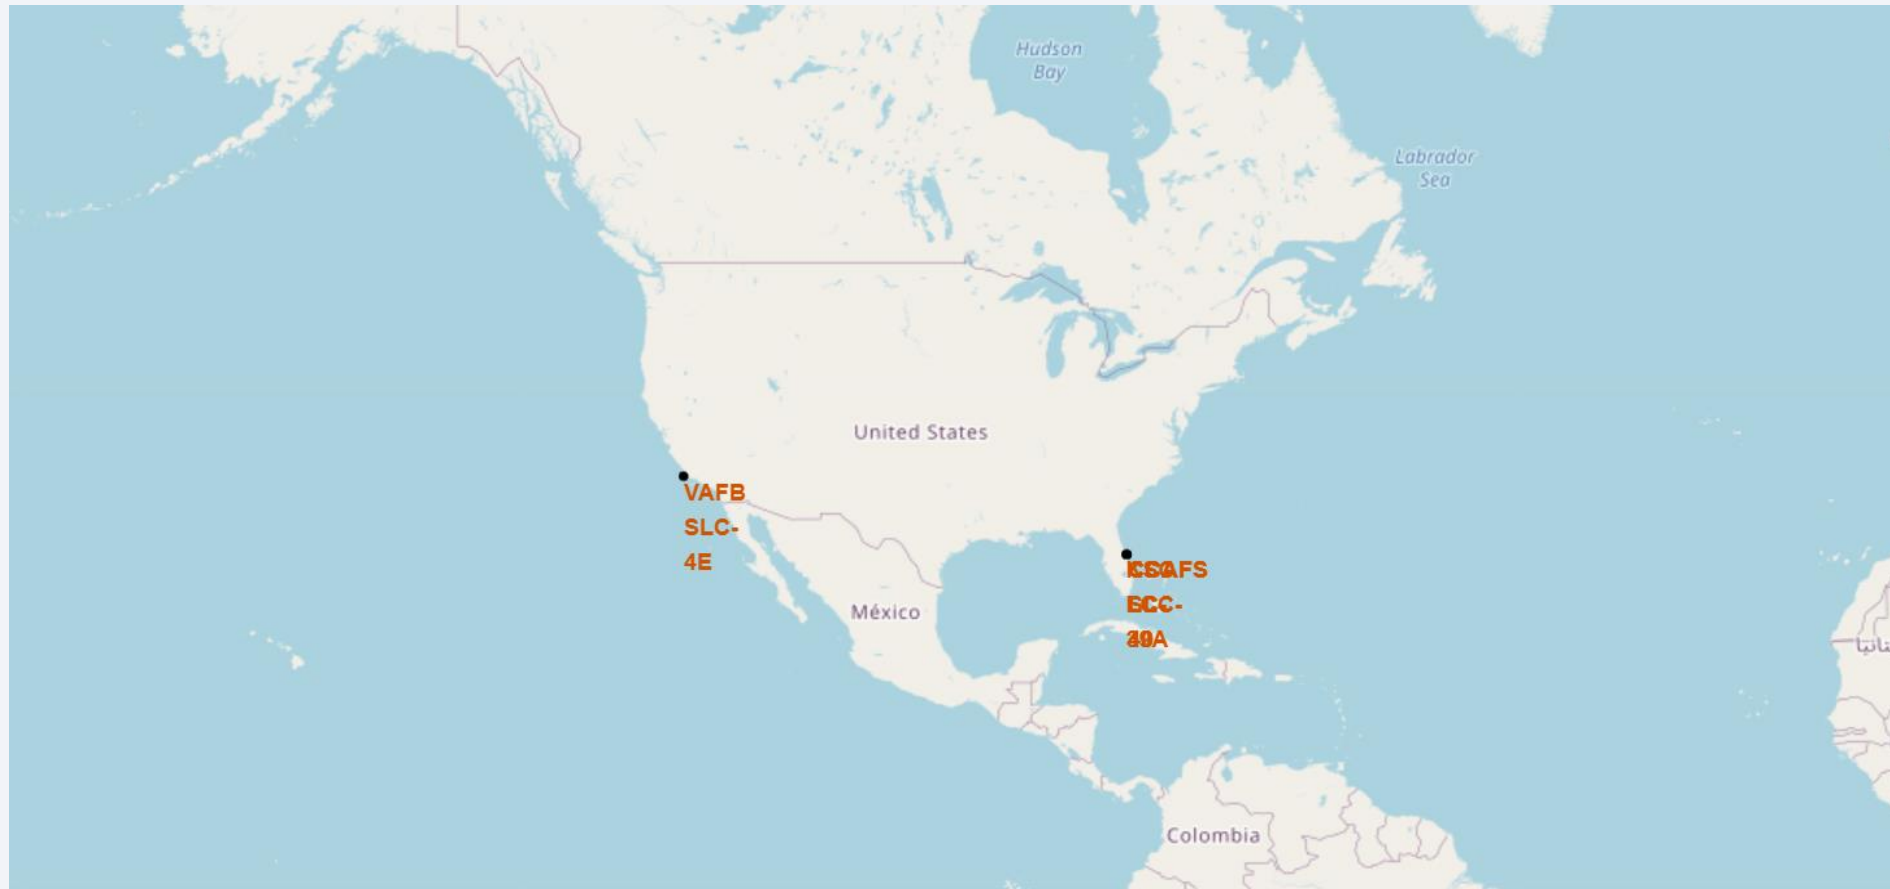 Hudson
Bay
Labrador
Sea
United States
VAFB
SLC-
4E
México
Colombia